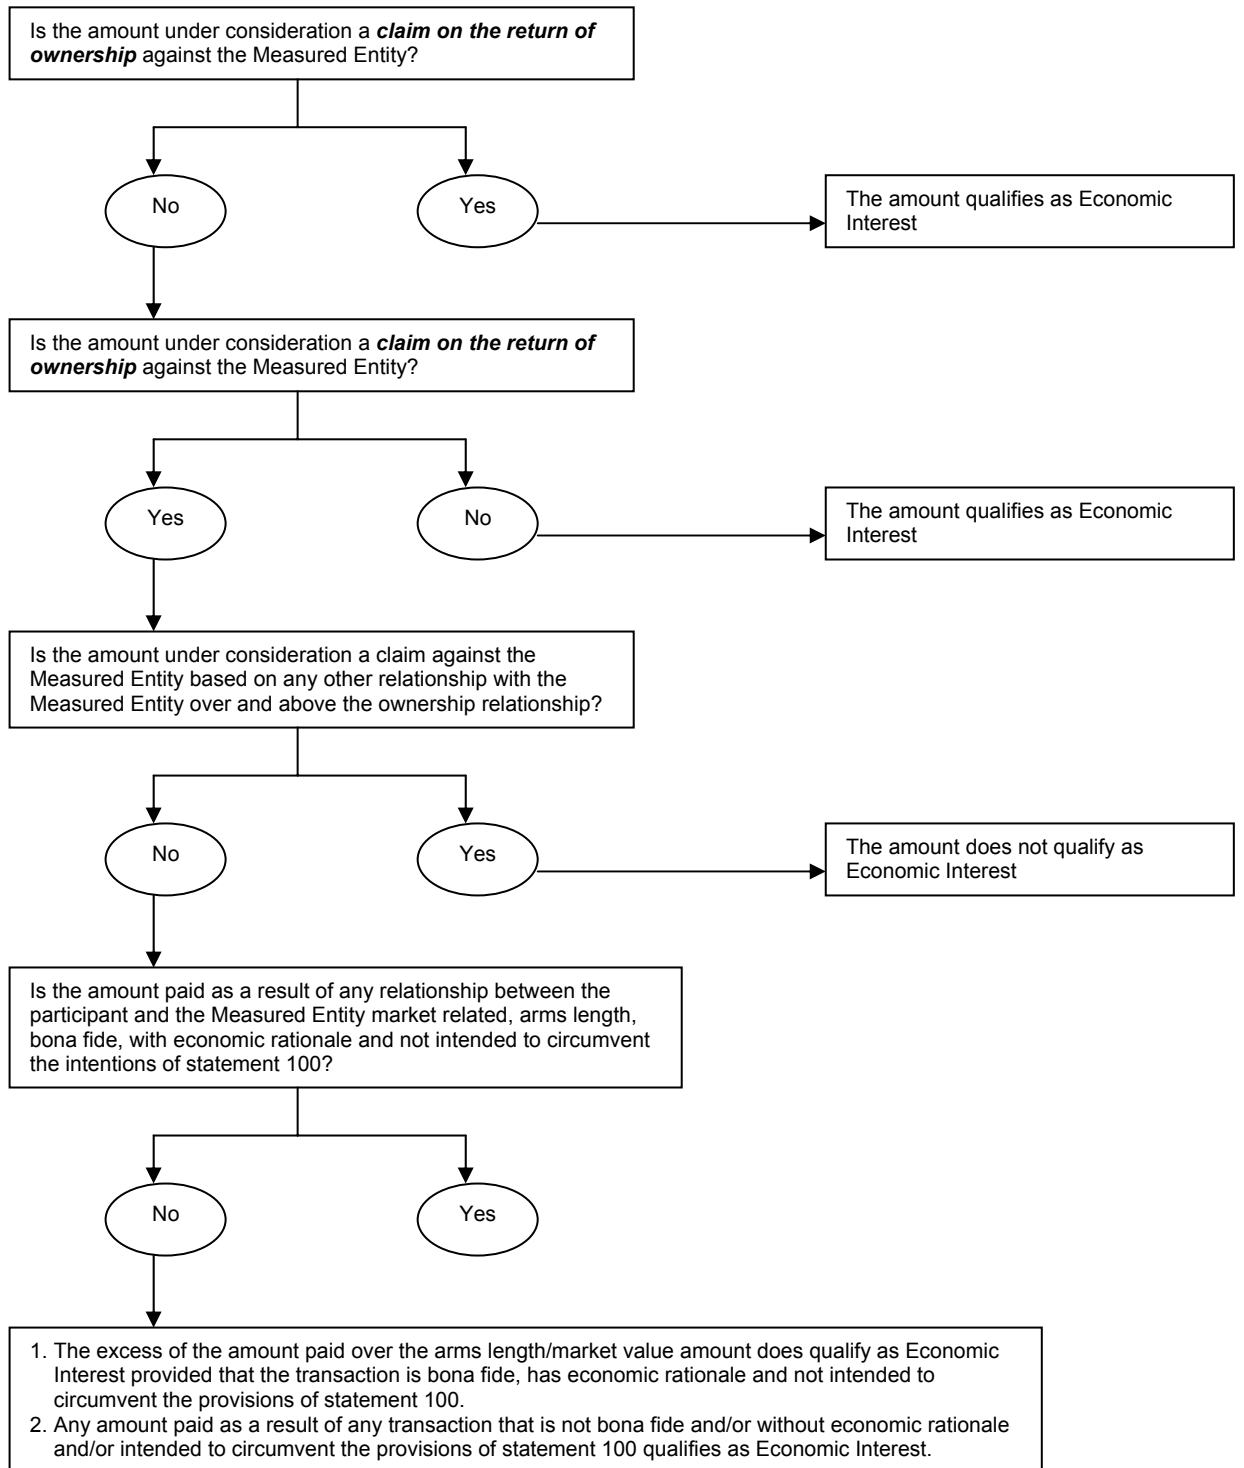 Is the amount under consideration a claim on the return of
ownership against the Measured Entity?
No
Yes
The amount qualifies as Economic
Interest
Is the amount under consideration a claim on the return of
ownership against the Measured Entity?
Yes
No
The amount qualifies as Economic
Interest
Is the amount under consideration a claim against the
Measured Entity based on any other relationship with the
Measured Entity over and above the ownership relationship?
No
Yes
The amount does not qualify as
Economic Interest
Is the amount paid as a result of any relationship between the
participant and the Measured Entity market related, arms length,
bona fide, with economic rationale and not intended to circumvent
the intentions of statement 100?
No
Yes
1. The excess of the amount paid over the arms length/market value amount does qualify as Economic
Interest provided that the transaction is bona fide, has economic rationale and not intended to
circumvent the provisions of statement 100.
2. Any amount paid as a result of any transaction that is not bona fide and/or without economic rationale
and/or intended to circumvent the provisions of statement 100 qualifies as Economic Interest.